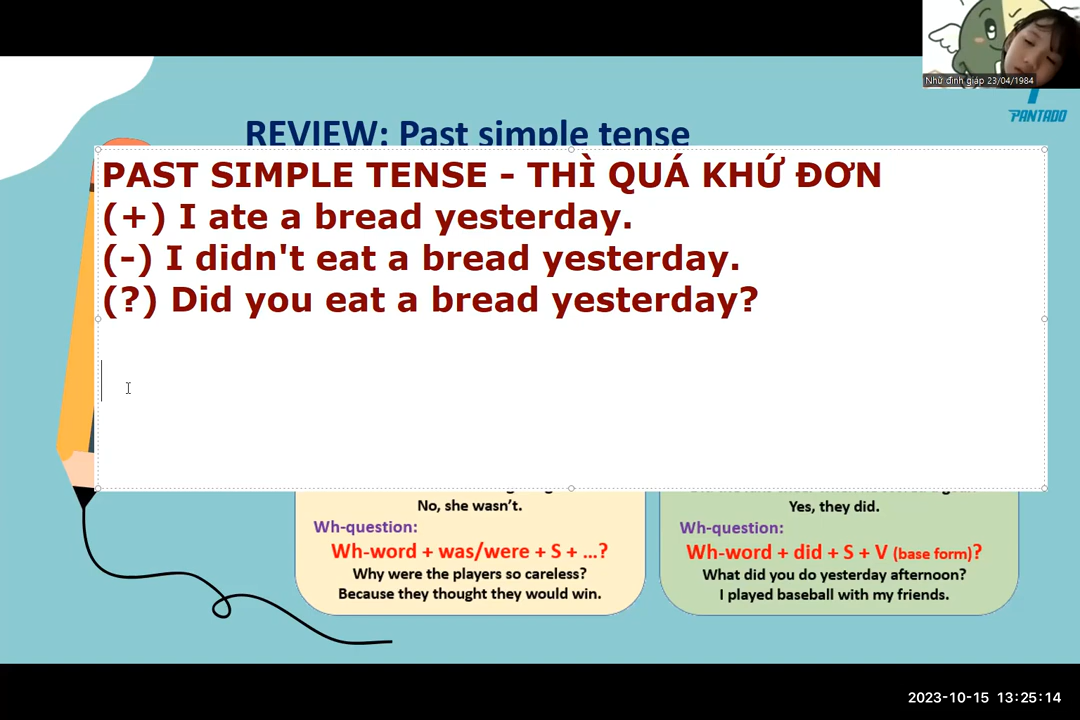 Nhữ đình giáp 23/04/1984
PANTADO
REVIEW: Past simple tense
PAST SIMPLE TENSE - THÌ QUÁ KHỨ ĐƠN
(+) I ate a bread yesterday.
(-) I didn't eat a bread yesterday.
(?) Did you eat a bread yesterday?
No, she wasn't.
Wh-question:
Wh-word + was/were + S + ...?
Why were the players so careless?
Because they thought they would win.
Yes, they did.
Wh-question:
Wh-word + did + S + V (base form)?
What did you do yesterday afternoon?
I played baseball with my friends.
2023-10-15 13:25:14